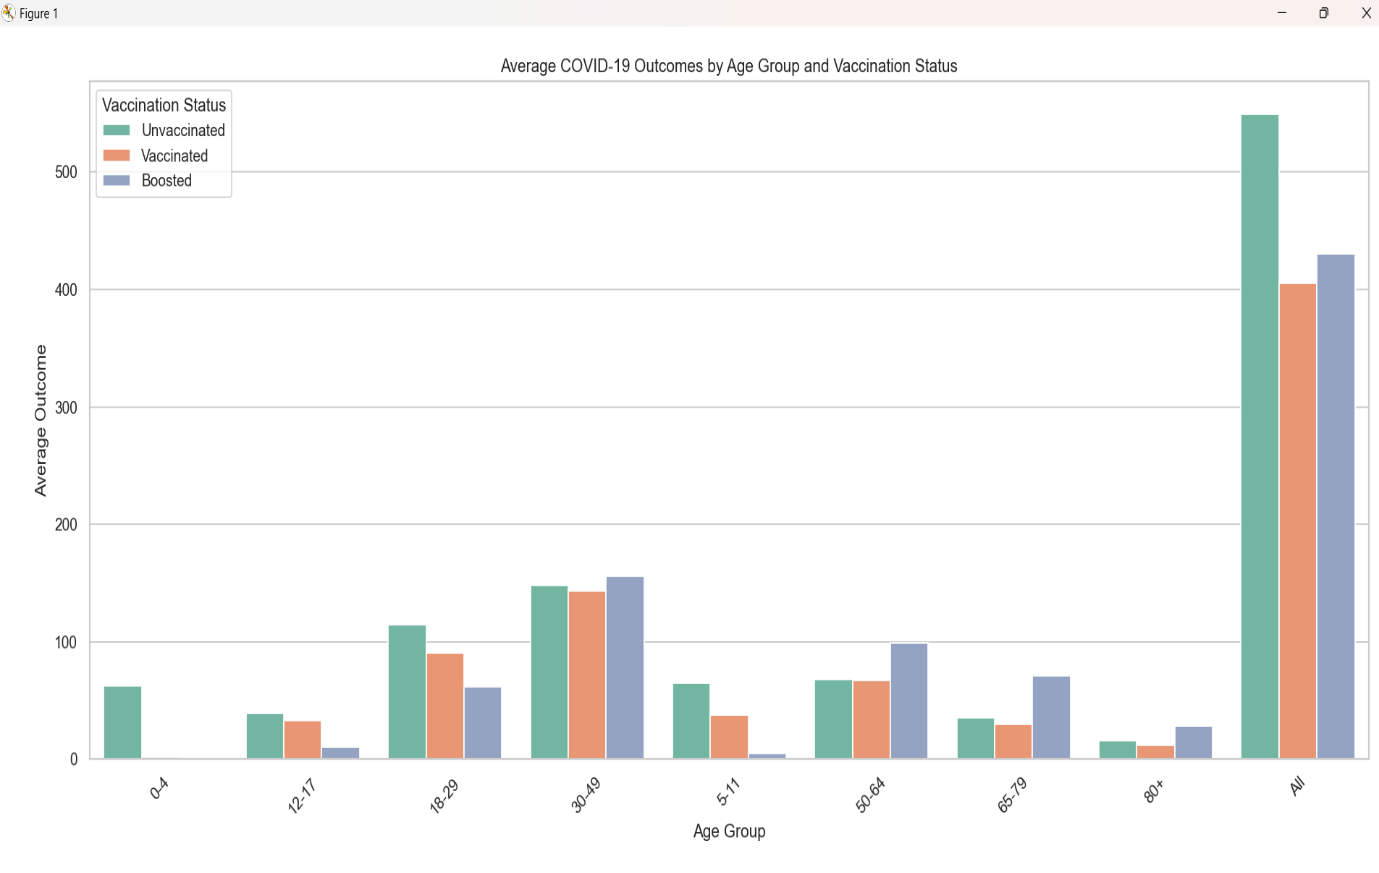 Figure 1
Average COVID-19 Outcomes by Age Group and Vaccination Status
Vaccination Status
Unvaccinated
Vaccinated
Boosted
500
400
300
200
100
0
Average Outcome
0-4
12-17
18-29
30-49
5-11
50-64
65-79
80+
All
Age Group